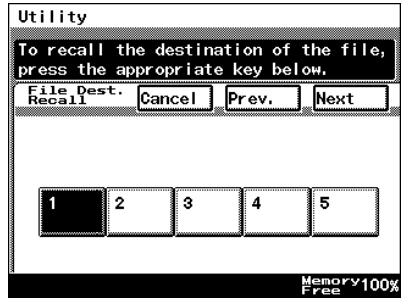 Utility
To recall the destination of the file,
press the appropriate key below.
File Dest.
Recall
Cancel
Prev.
Next
1
2
3
4
5
Memory
Free
100%